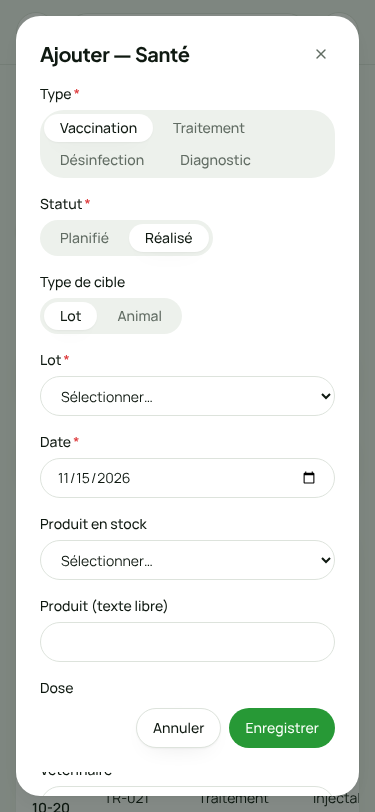 Ajouter — Santé
Type *
Vaccination
Traitement
Désinfection
Diagnostic
Statut *
Planifié
Réalisé
Type de cible
Lot
Animal
Lot *
Sélectionner...
Date *
11/15/2026
Produit en stock
Sélectionner...
Produit (texte libre)
Dose
Annuler
Enregistrer
Vétérinaire
10-20
TR-021
Traitement